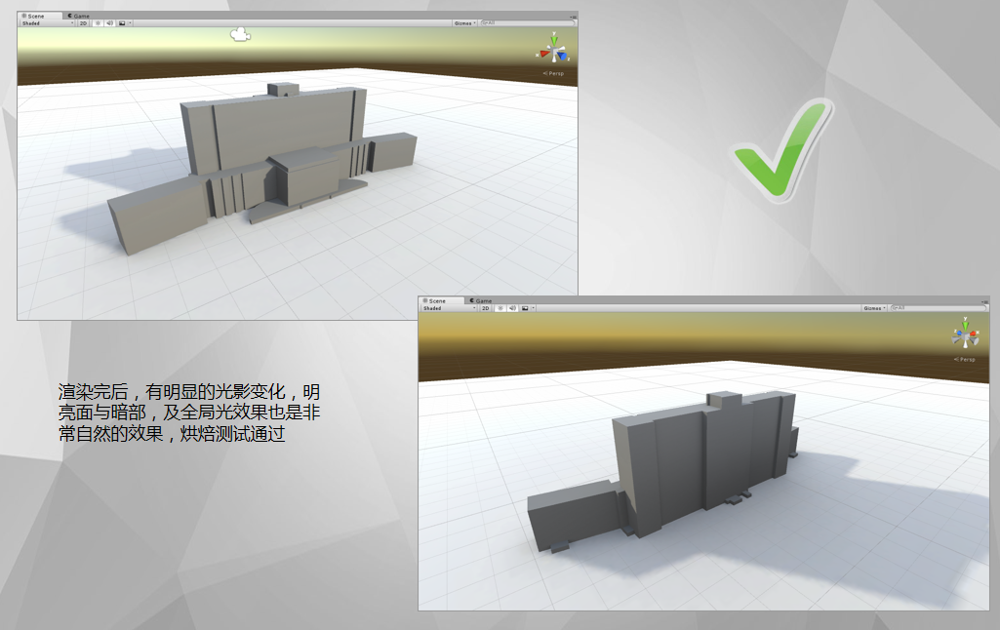 Scene Game
Shaded 2D Gizmos All
Persp
Scene Game
Shaded 2D Gizmos All
Persp
渲染完后，有明显的光影变化，明
亮面与暗部，及全局光效果也是非
常自然的效果，烘焙测试通过